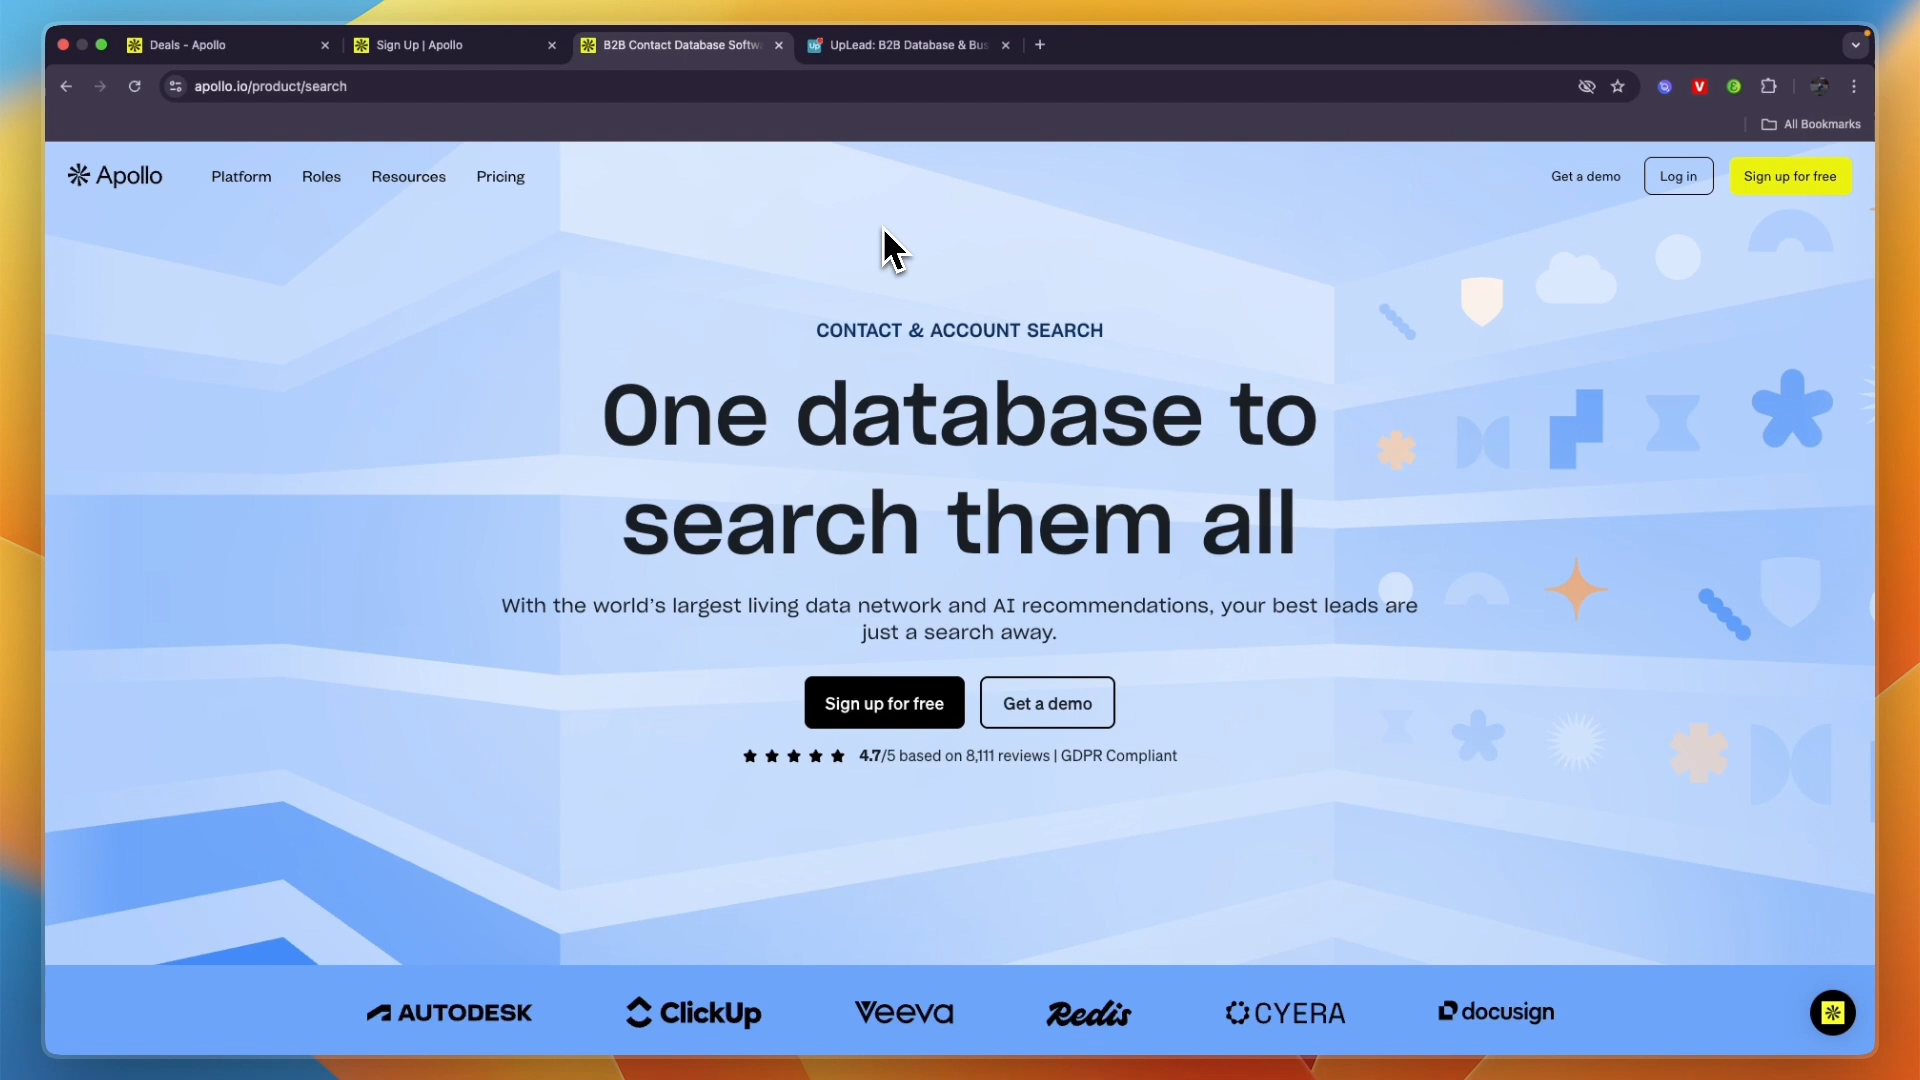 Deals - Apollo
Sign Up | Apollo
B2B Contact Database Softw
UpLead: B2B Database & Bus
apollo.io/product/search
All Bookmarks
Apollo
Platform
Roles
Resources
Pricing
Get a demo
Log in
Sign up for free
CONTACT & ACCOUNT SEARCH
One database to
search them all
With the world’s largest living data network and AI recommendations, your best leads are
just a search away.
Sign up for free
Get a demo
4.7/5 based on 8,111 reviews | GDPR Compliant
AUTODESK
ClickUp
Veeva
Redis
CYERA
docusign